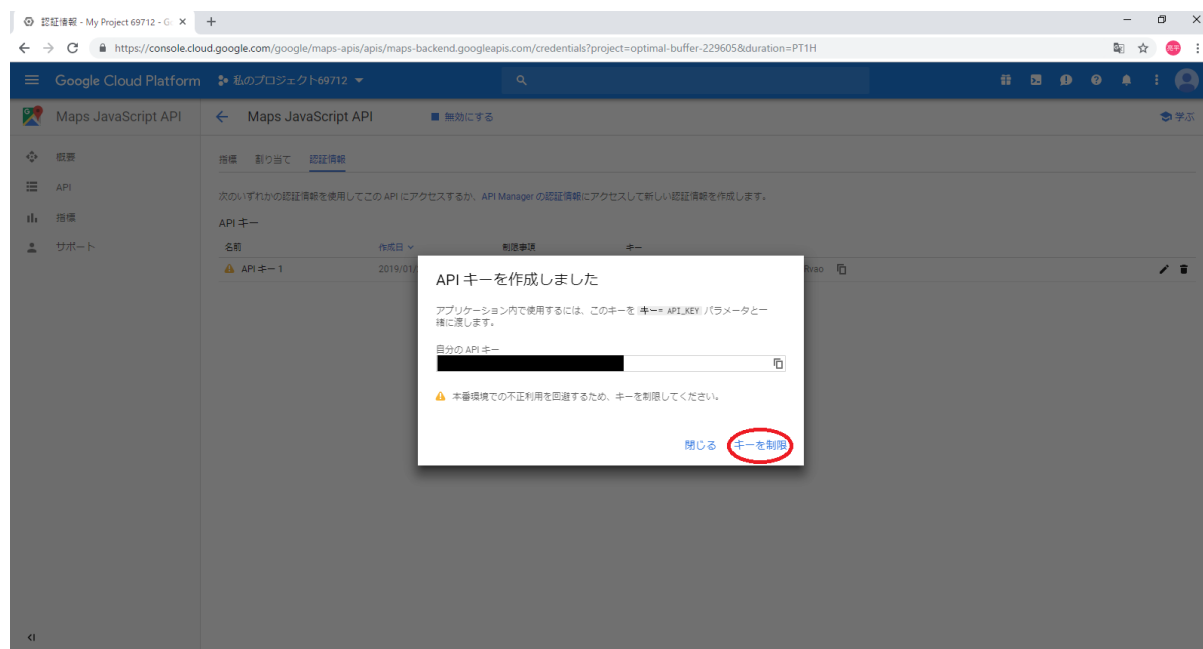 認証情報 - My Project 69712 - G
https://console.cloud.google.com/google/maps-apis/apis/maps-backend.googleapis.com/credentials?project=optimal-buffer-229605&duration=PT1H
Google Cloud Platform 私のプロジェクト69712
Maps JavaScript API
Maps JavaScript API 無効にする 学ぶ
概要
API
指標
サポート
指標 割り当て 認証情報
次のいずれかの認証情報を使用してこの API にアクセスするか、API Manager の認証情報にアクセスして新しい認証情報を作成します。
API キー
名前 作成日 制限事項 キー
API キー 1 2019/01/ Rvao
API キーを作成しました
アプリケーション内で使用するには、このキーを キー= API_KEY パラメータと一
緒に渡します。
自分の API キー
本番環境での不正利用を回避するため、キーを制限してください。
閉じる キーを制限